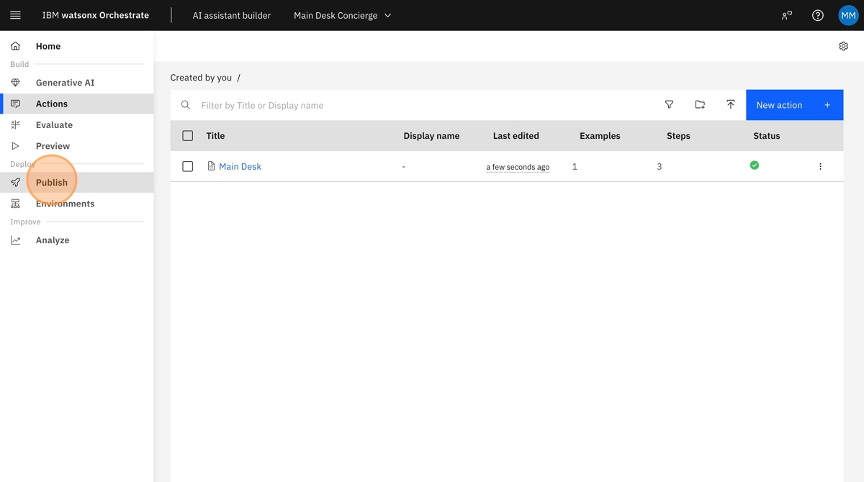 IBM watsonx Orchestrate AI assistant builder Main Desk Concierge MM
Home
Build
Generative AI
Actions
Evaluate
Preview
Deploy
Publish
Environments
Improve
Analyze
Created by you /
Filter by Title or Display name New action +
Title Display name Last edited Examples Steps Status
Main Desk - a few seconds ago 1 3